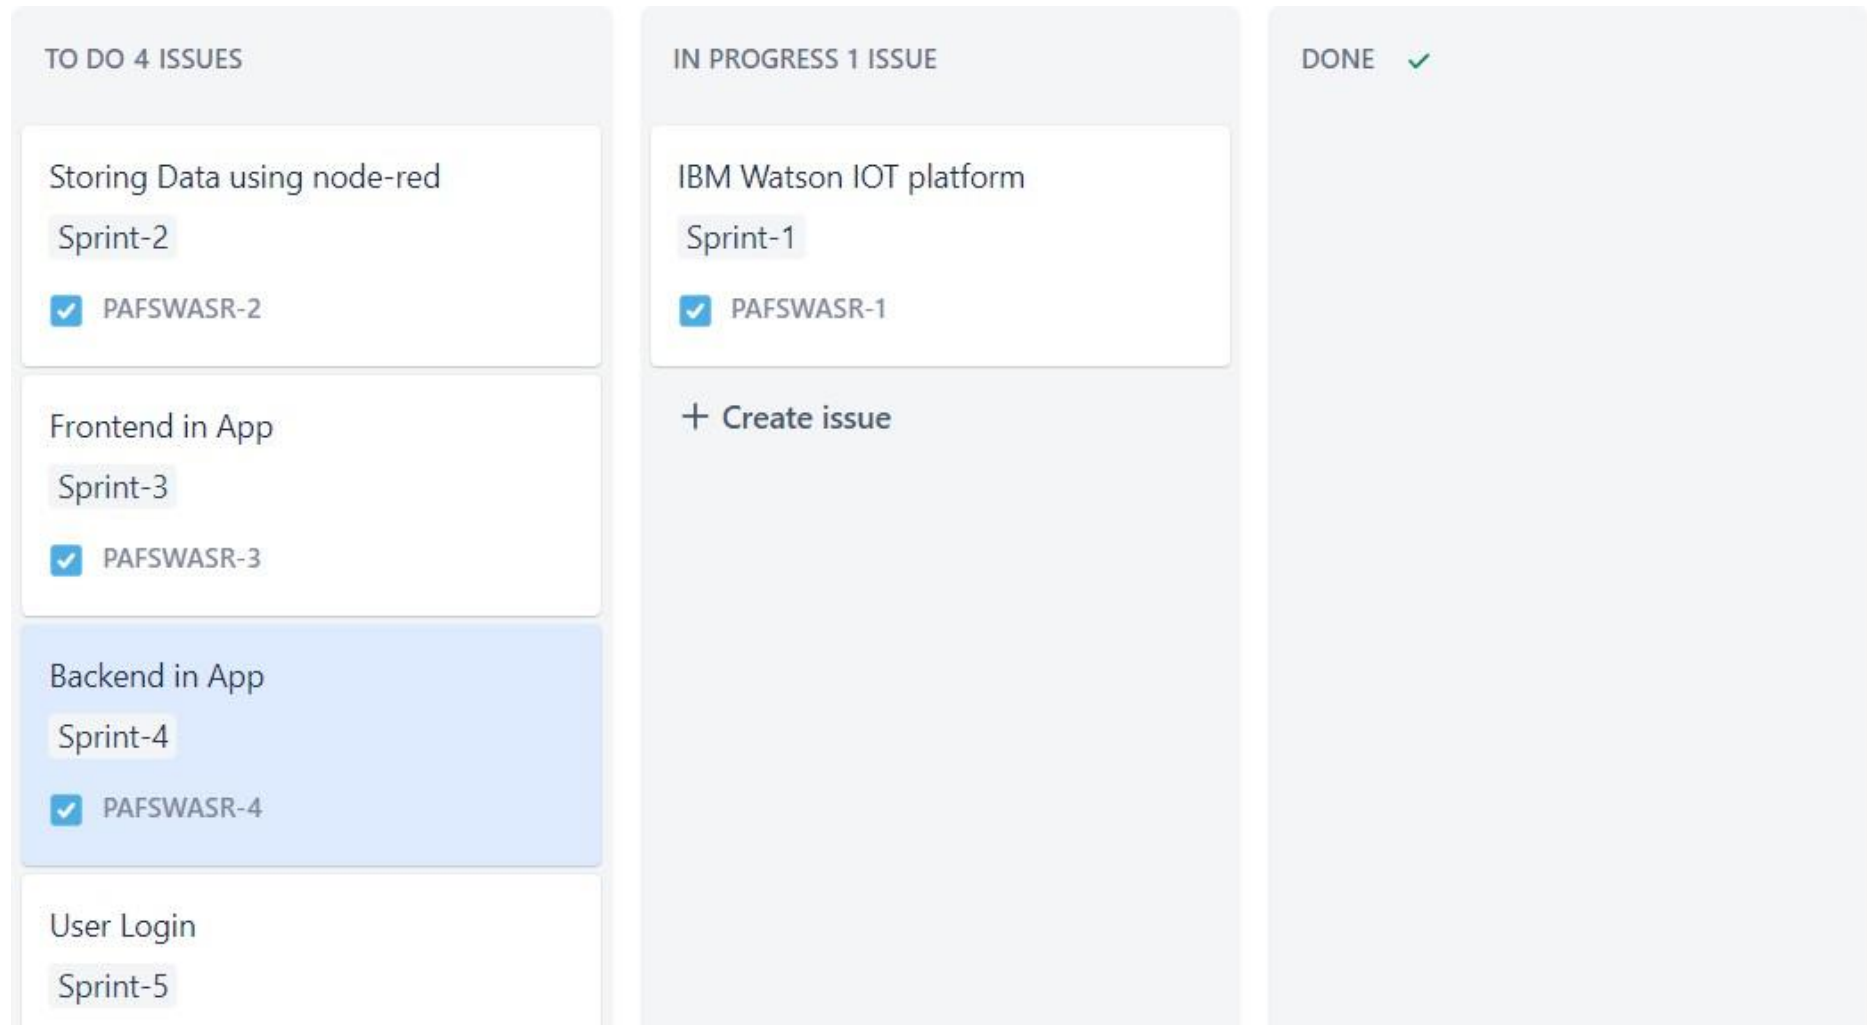 TO DO 4 ISSUES
Storing Data using node-red
Sprint-2
PAFSWASR-2
Frontend in App
Sprint-3
PAFSWASR-3
Backend in App
Sprint-4
PAFSWASR-4
User Login
Sprint-5
IN PROGRESS 1 ISSUE
IBM Watson IOT platform
Sprint-1
PAFSWASR-1
+ Create issue
DONE